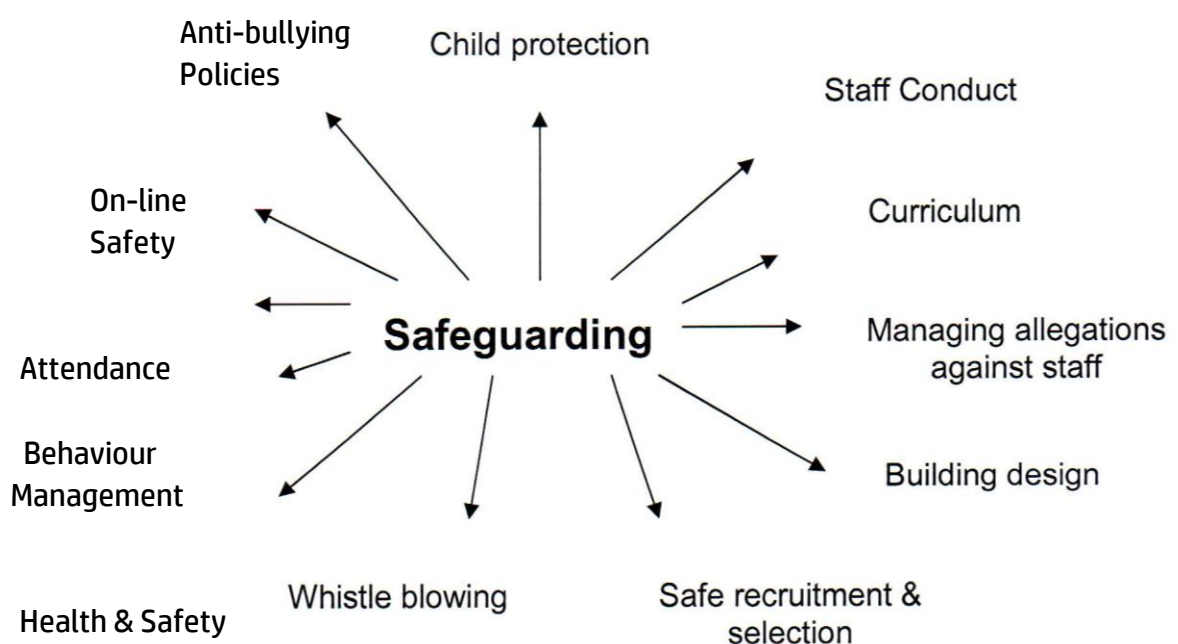 Anti-bullying
Policies
Child protection
Staff Conduct
On-line
Safety
Curriculum
Safeguarding
Managing allegations
against staff
Attendance
Behaviour
Management
Building design
Whistle blowing
Safe recruitment &
selection
Health & Safety